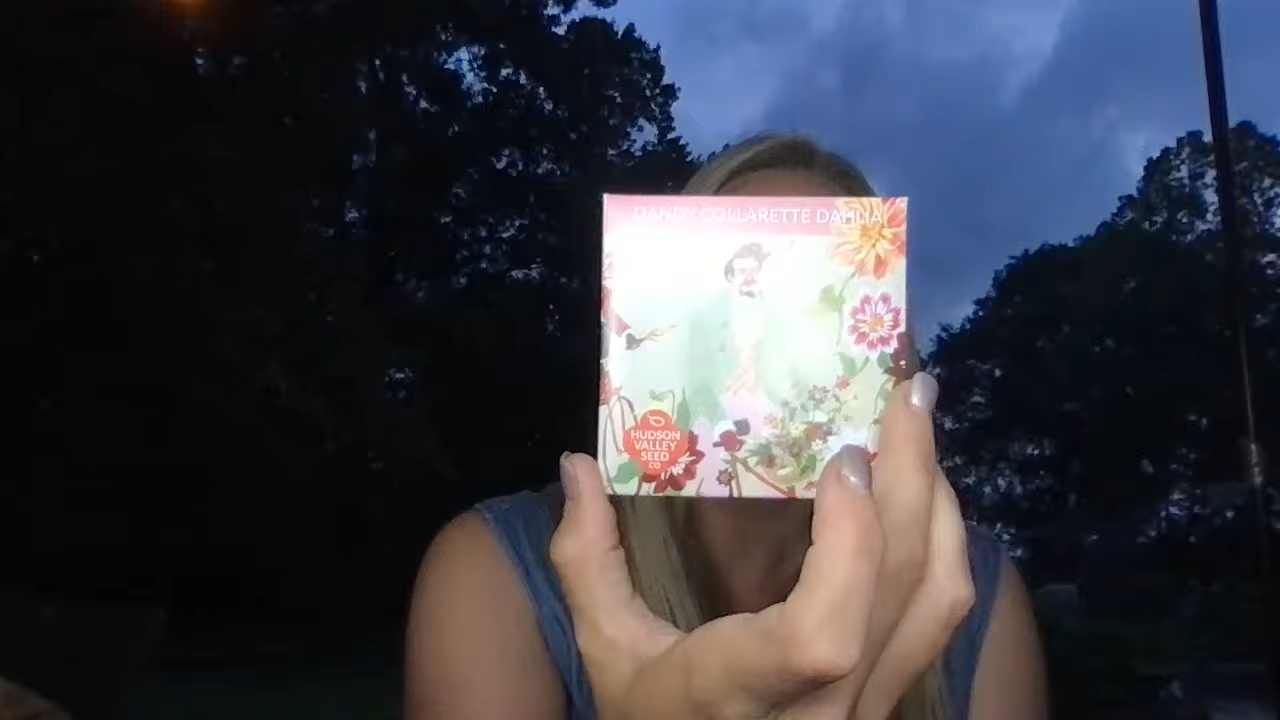 DANDY COLLARETTE DAHLIA
HUDSON
VALLEY
SEED
CO